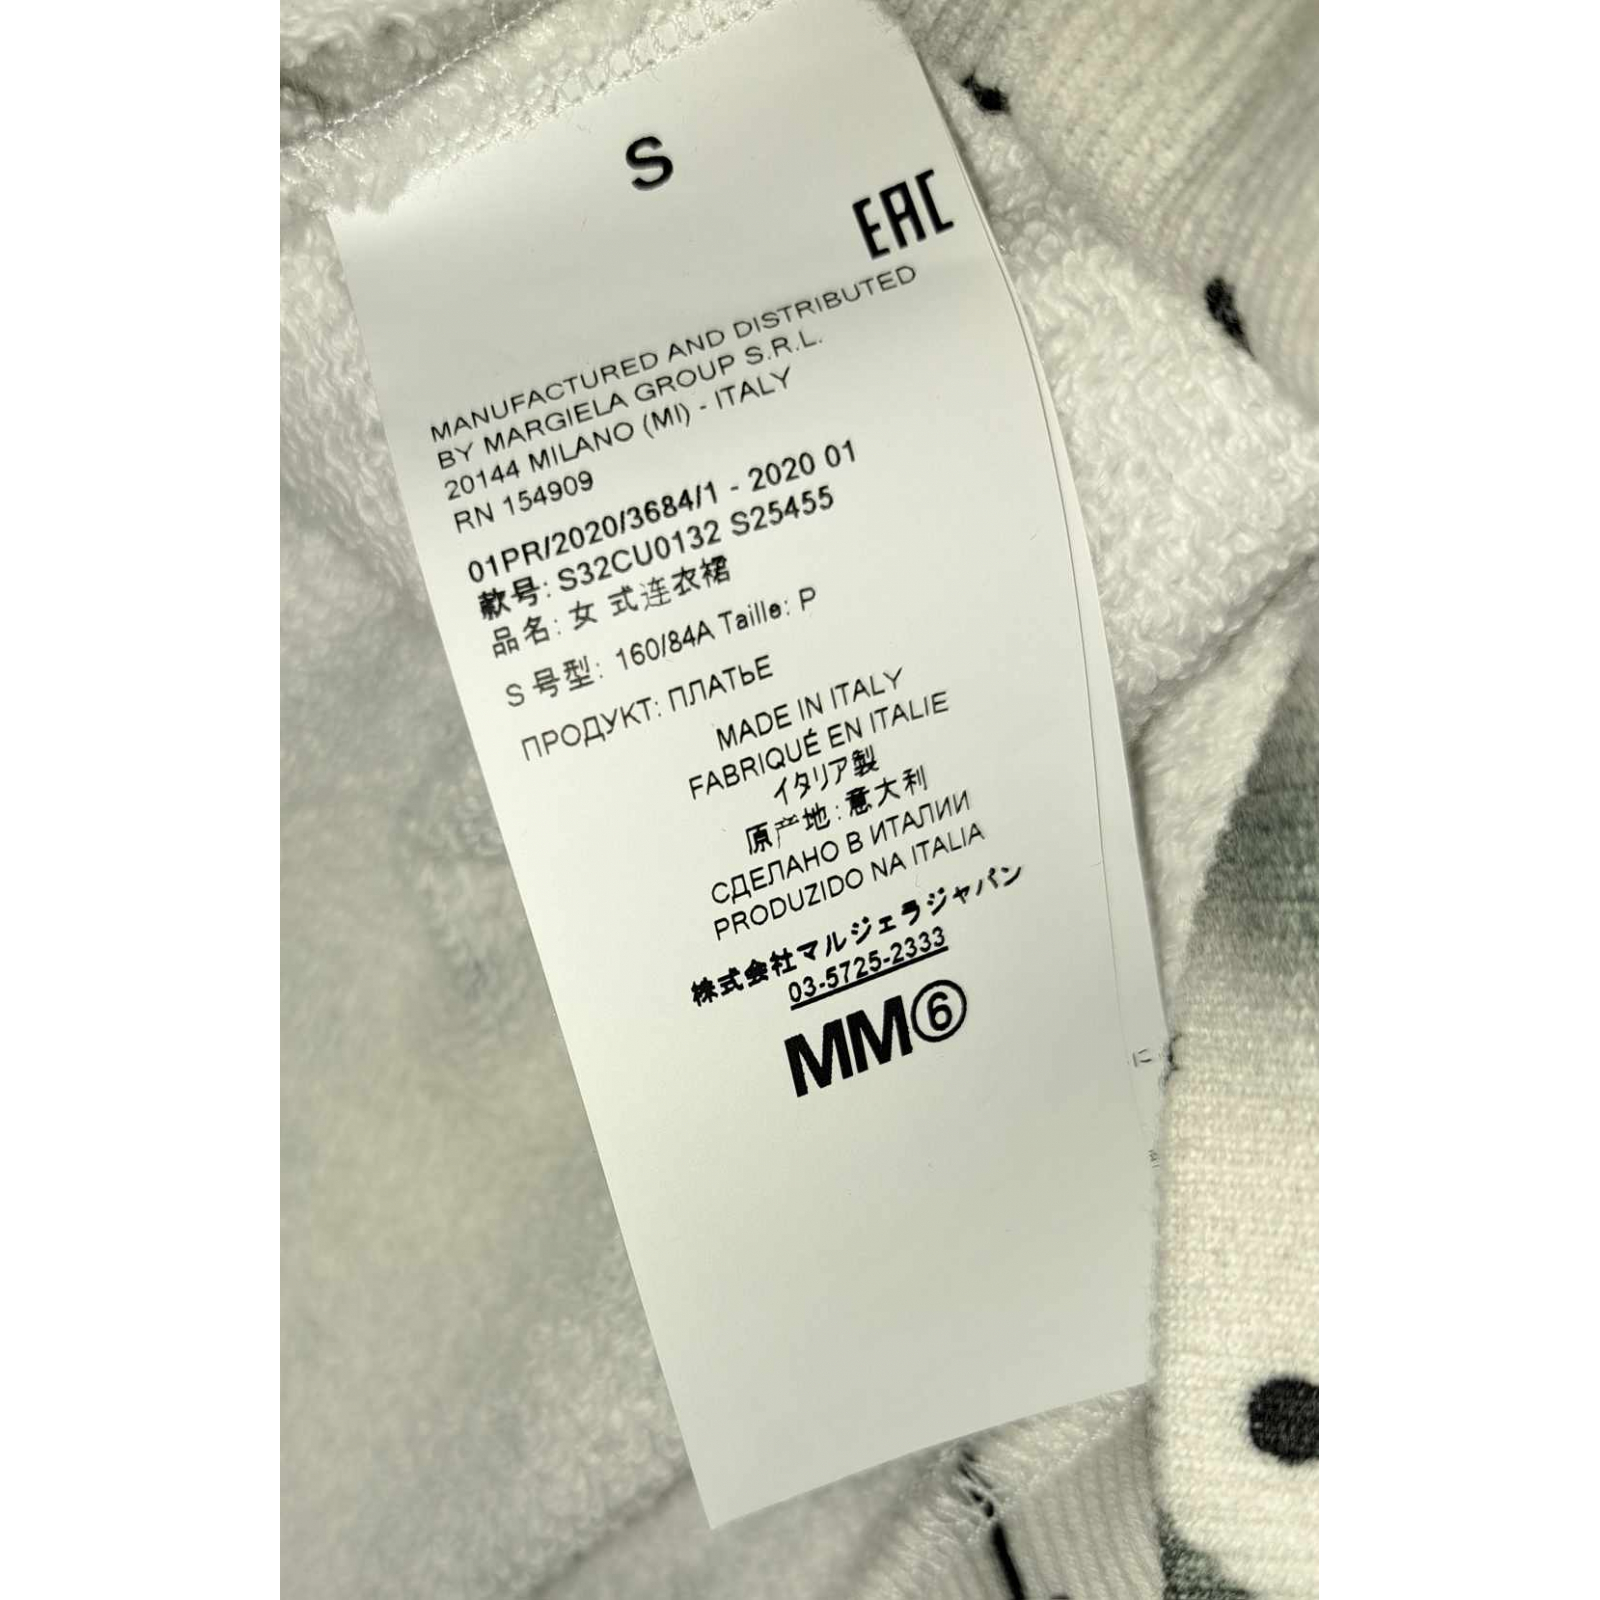 S
EAC
MANUFACTURED AND DISTRIBUTED
BY MARGIELA GROUP S.R.L.
20144 MILANO (MI) - ITALY
RN 154909
01PR/2020/3684/1 - 2020 01
款号: S32CU0132 S25455
品名: 女 式连衣裙
S 号型: 160/84A Taille: P
ПРОДУКТ: ПЛАТЬЕ
MADE IN ITALY
FABRIQUÉ EN ITALIE
イタリア製
原产地: 意大利
СДЕЛАНО В ИТАЛИИ
PRODUZIDO NA ITALIA
株式会社マルジェラジャパン
03-5725-2333
MM⑥